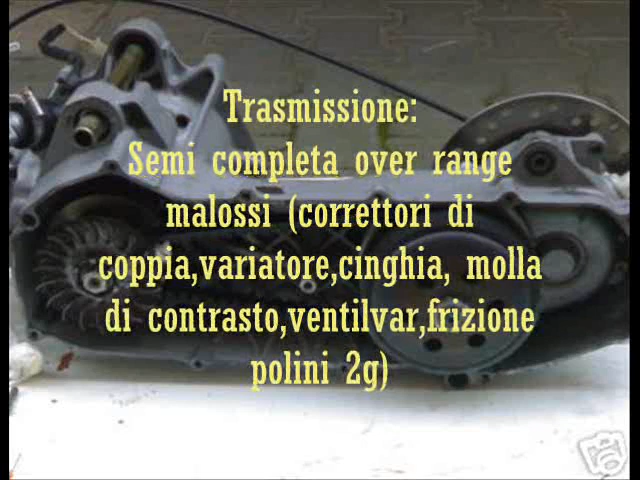 Trasmissione:
Semi completa over range
malossi (correttori di
coppia,variatore,cinghia, molla
di contrasto,ventilvar,frizione
polini 2g)